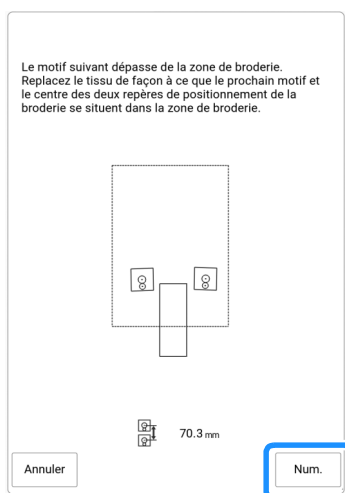 Le motif suivant dépasse de la zone de broderie.
Replacez le tissu de façon à ce que le prochain motif et
le centre des deux repères de positionnement de la
broderie se situent dans la zone de broderie.
70.3 mm
Annuler
Num.